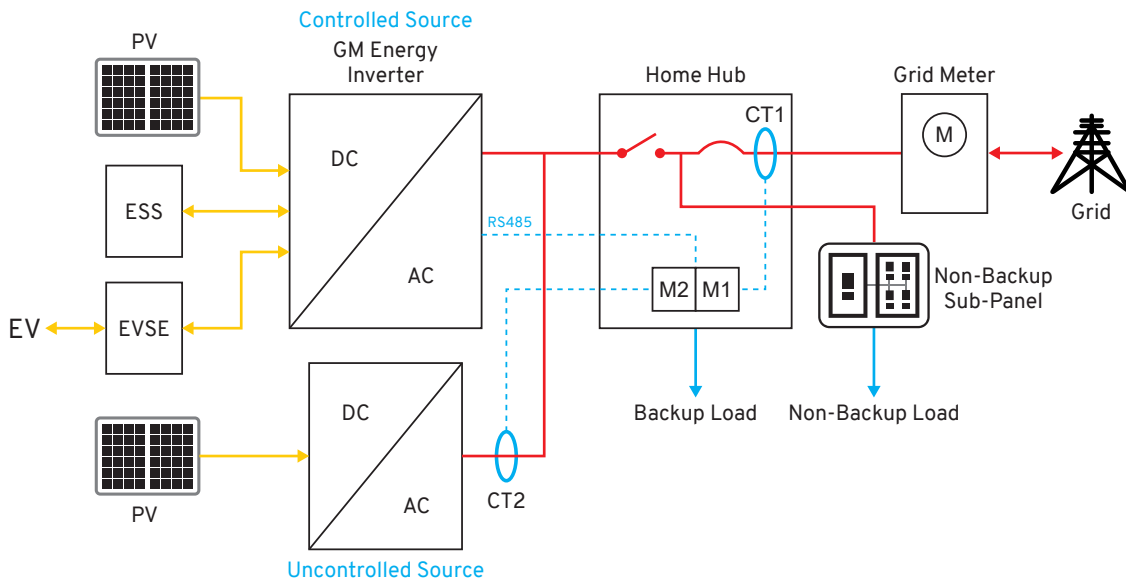 Controlled Source
PV
GM Energy
Inverter
Home Hub
Grid Meter
CT1
M
DC
ESS
RS485
Grid
AC
M2
M1
Non-Backup
Sub-Panel
EV
EVSE
Backup Load
Non-Backup Load
DC
AC
CT2
PV
Uncontrolled Source